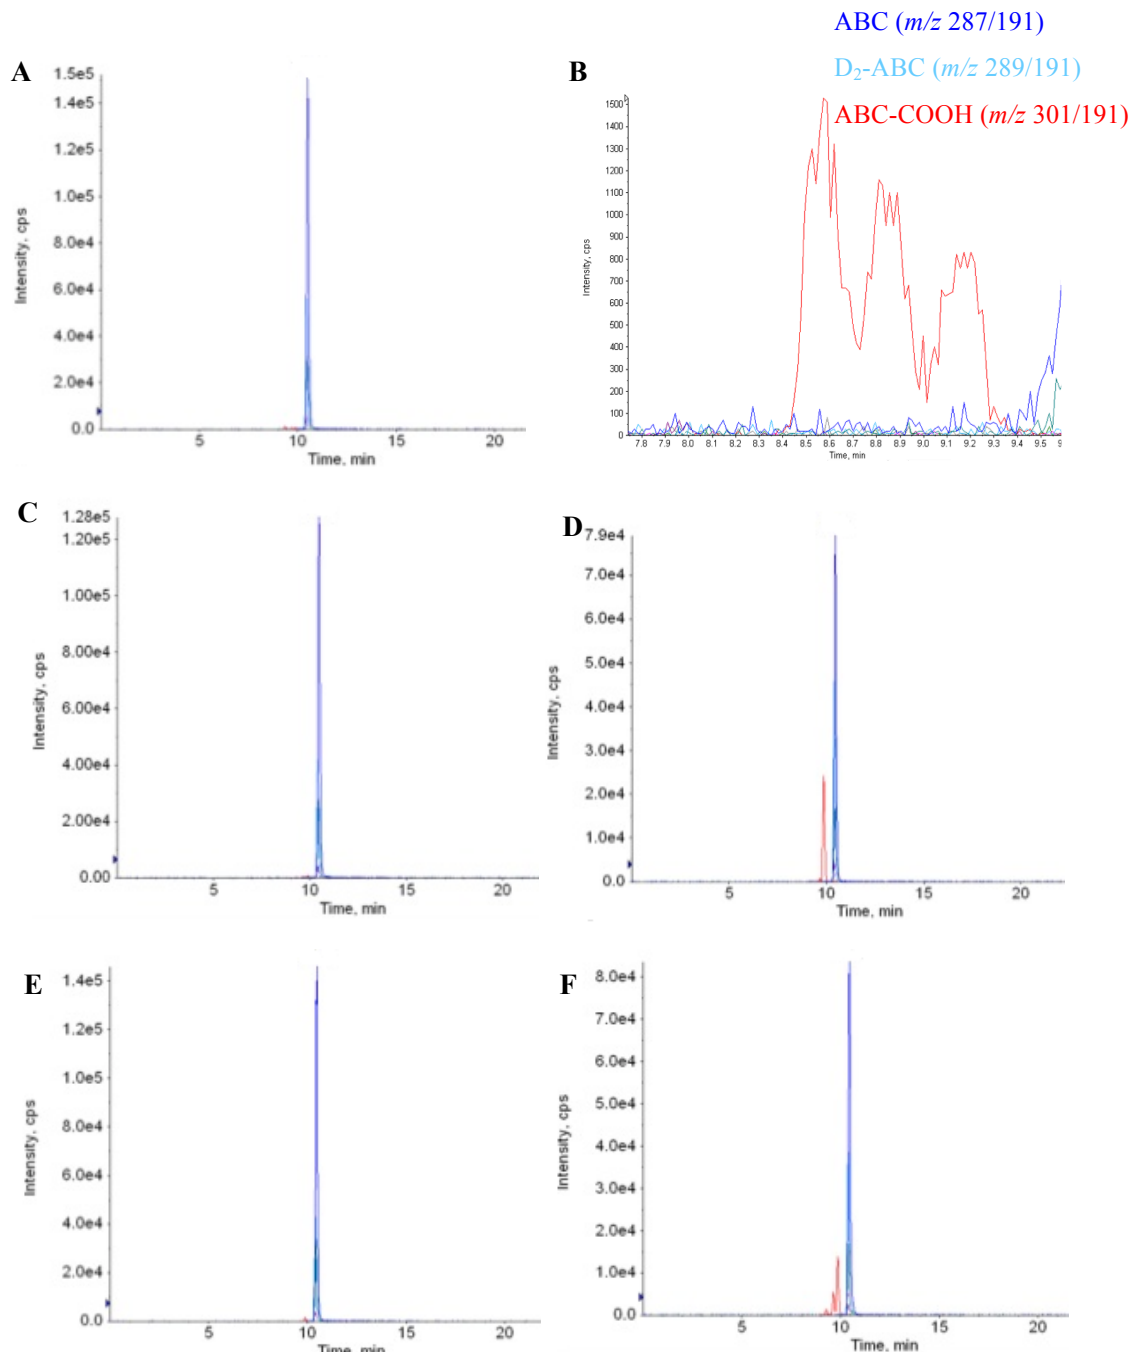 ABC (m/z 287/191)
D₂-ABC (m/z 289/191)
ABC-COOH (m/z 301/191)
A
1.5e5
1.4e5
1.2e5
1.0e5
8.0e4
6.0e4
4.0e4
2.0e4
0.0
Intensity, cps
5 10 15 20
Time, min
B
1500
1400
1300
1200
1100
1000
900
800
700
600
500
400
300
200
100
0
Intensity, cps
7.8 7.9 8.0 8.1 8.2 8.3 8.4 8.5 8.6 8.7 8.8 8.9 9.0 9.1 9.2 9.3 9.4 9.5 9
Time, min
C
1.28e5
1.20e5
1.00e5
8.00e4
6.00e4
4.00e4
2.00e4
0.00
Intensity, cps
5 10 15 20
Time, min
D
7.9e4
7.0e4
6.0e4
5.0e4
4.0e4
3.0e4
2.0e4
1.0e4
0.0
Intensity, cps
5 10 15 20
Time, min
E
1.4e5
1.2e5
1.0e5
8.0e4
6.0e4
4.0e4
2.0e4
0.0
Intensity, cps
5 10 15 20
Time, min
F
8.0e4
7.0e4
6.0e4
5.0e4
4.0e4
3.0e4
2.0e4
1.0e4
0.0
Intensity, cps
5 10 15 20
Time, min